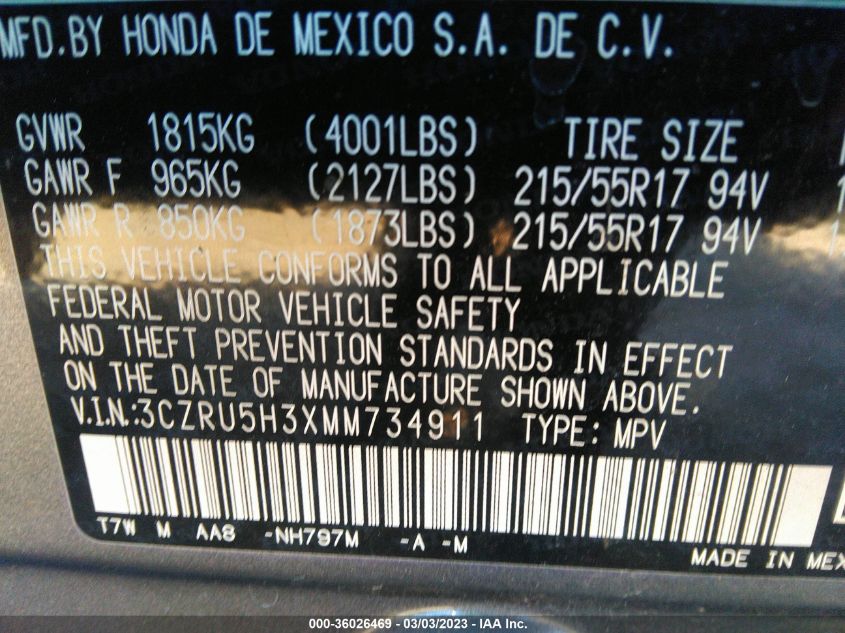 MFD.BY HONDA DE MEXICO S.A. DE C.V.
GVWR 1815KG (4001LBS) TIRE SIZE
GAWR F 965KG (2127LBS) 215/55R17 94V
GAWR R 850KG (1873LBS) 215/55R17 94V
THIS VEHICLE CONFORMS TO ALL APPLICABLE
FEDERAL MOTOR VEHICLE SAFETY
AND THEFT PREVENTION STANDARDS IN EFFECT
ON THE DATE OF MANUFACTURE SHOWN ABOVE.
V.I.N.:3CZRU5H3XMM734911 TYPE: MPV
T7W M AA8 -NH797M -A -M
MADE IN MEX
000-36026469 - 03/03/2023 - IAA Inc.